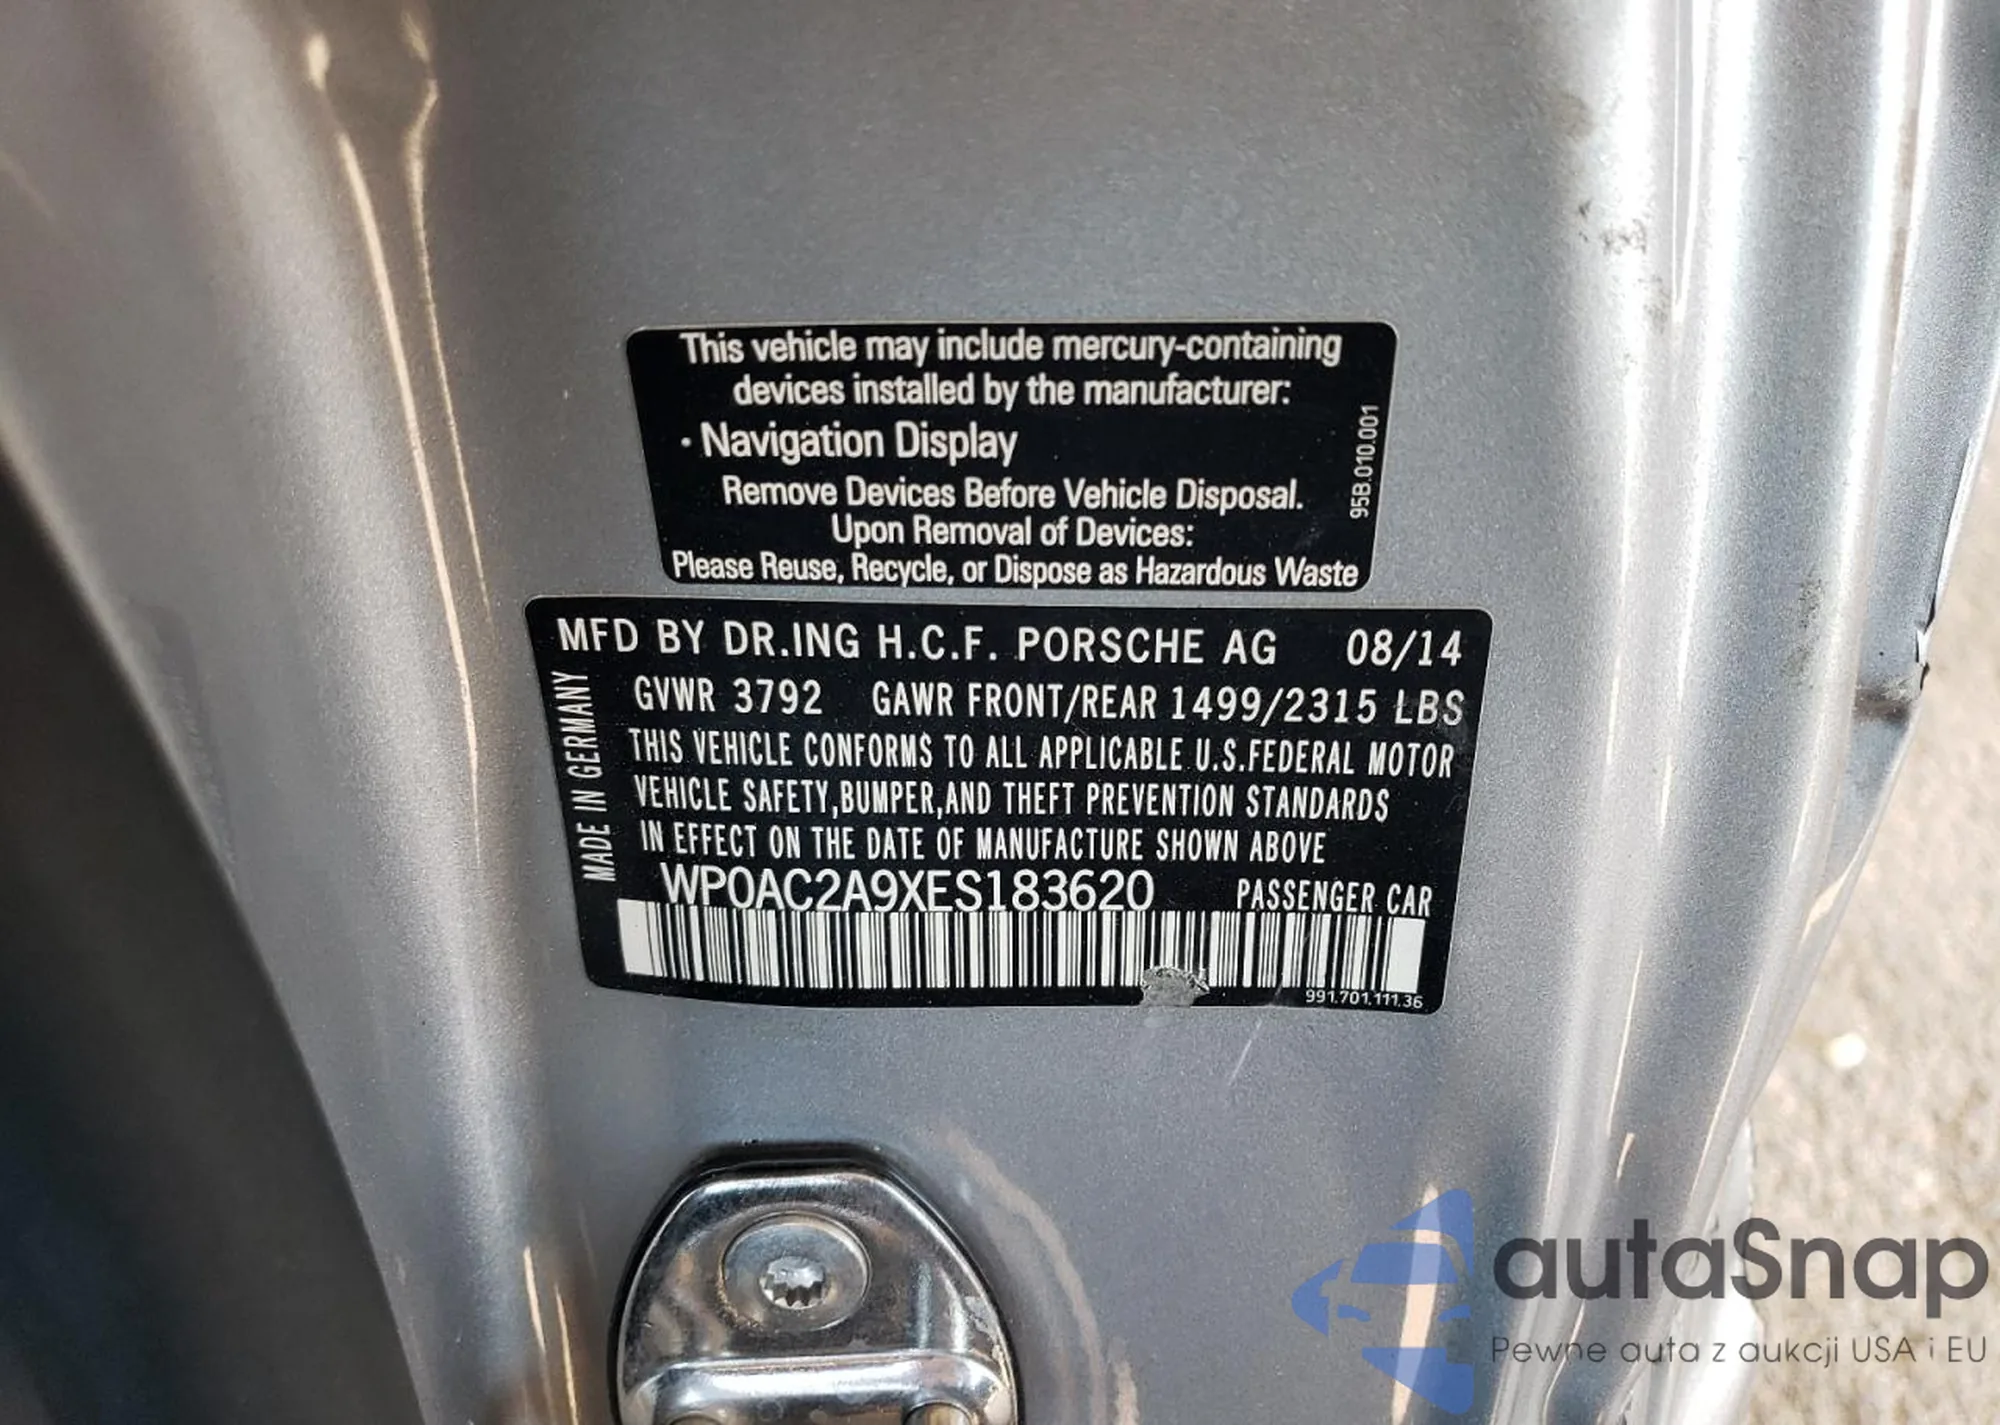 This vehicle may include mercury-containing
devices installed by the manufacturer:
· Navigation Display
Remove Devices Before Vehicle Disposal.
Upon Removal of Devices:
Please Reuse, Recycle, or Dispose as Hazardous Waste
95B.010.001
MFD BY DR.ING H.C.F. PORSCHE AG 08/14
GVWR 3792 GAWR FRONT/REAR 1499/2315 LBS
THIS VEHICLE CONFORMS TO ALL APPLICABLE U.S.FEDERAL MOTOR
VEHICLE SAFETY,BUMPER,AND THEFT PREVENTION STANDARDS
IN EFFECT ON THE DATE OF MANUFACTURE SHOWN ABOVE
MADE IN GERMANY
WP0AC2A9XES183620 PASSENGER CAR
991.701.111.36
autaSnap
Pewne auta z aukcji USA i EU